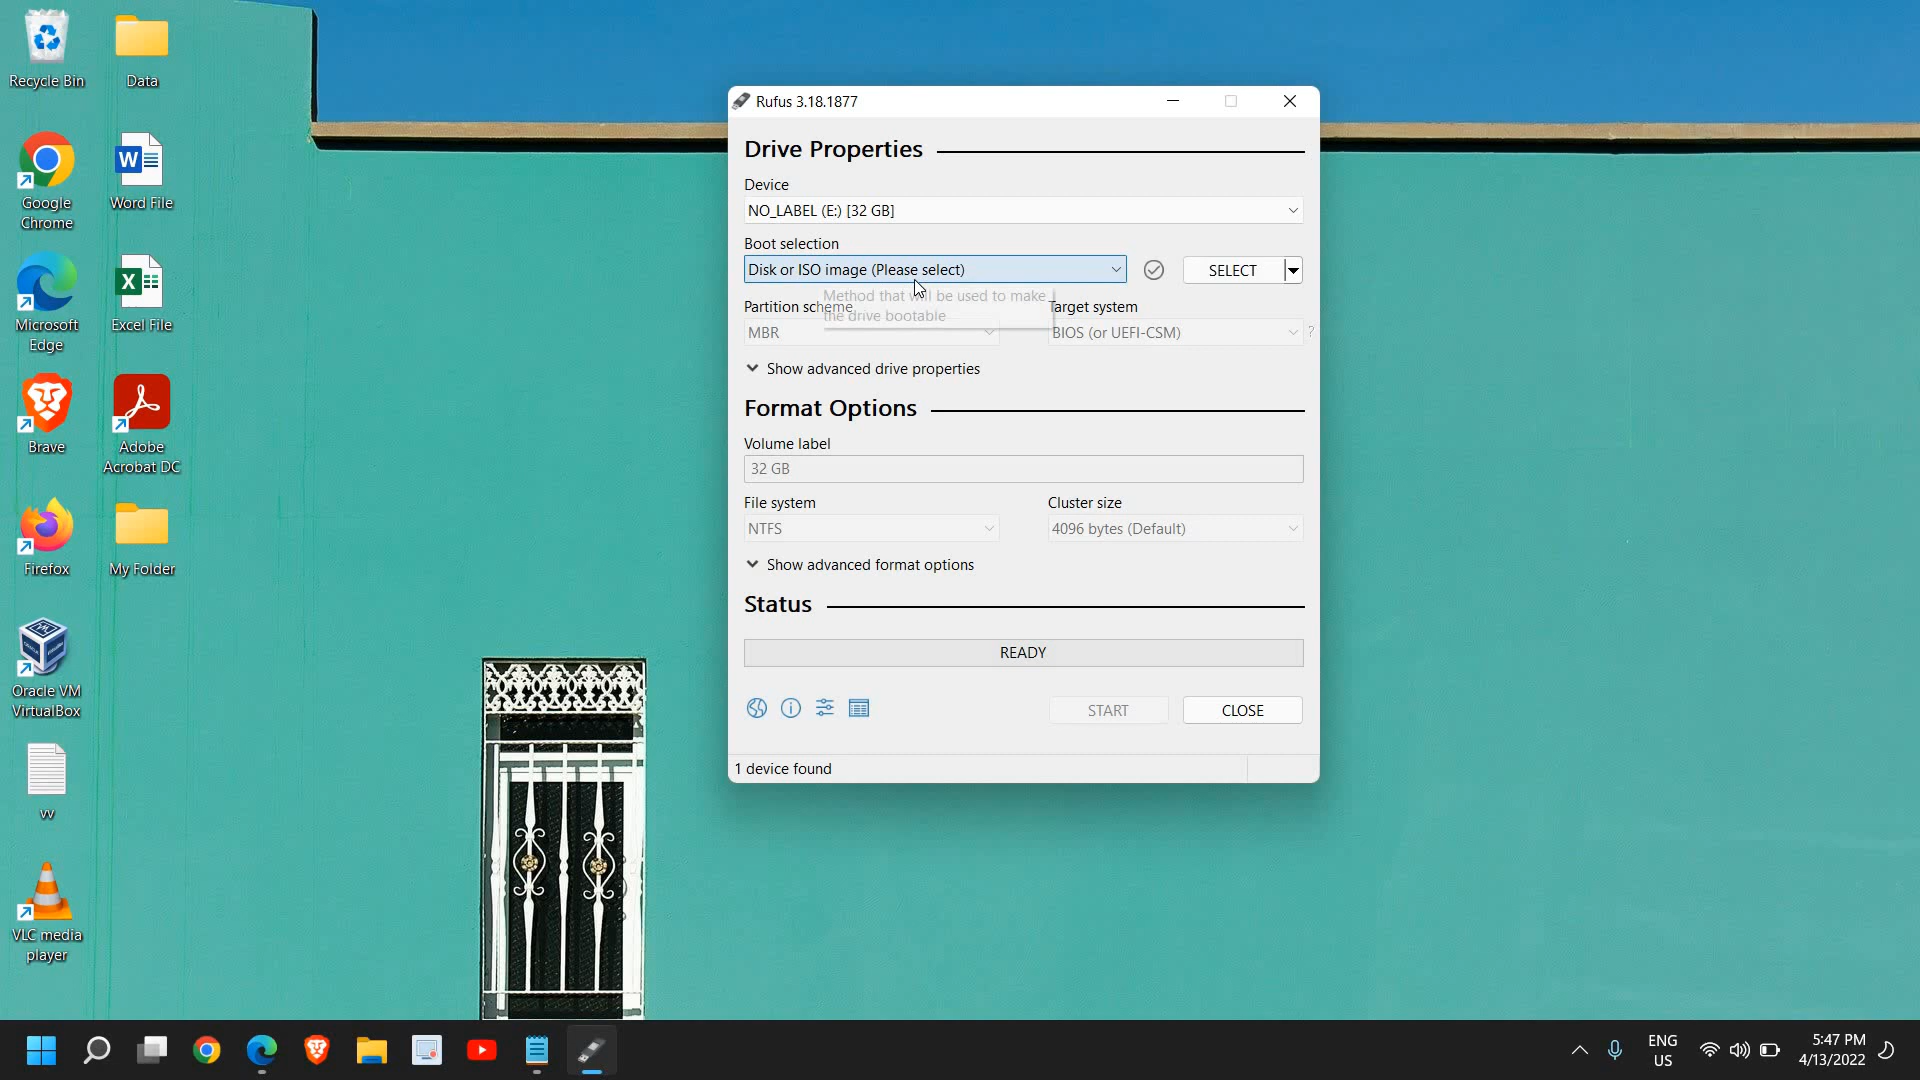 Recycle Bin
Data
Google
Chrome
Word File
Microsoft
Edge
Excel File
Brave
Adobe
Acrobat DC
Firefox
My Folder
Oracle VM
VirtualBox
vv
VLC media
player
Rufus 3.18.1877
Drive Properties
Device
NO_LABEL (E:) [32 GB]
Boot selection
Disk or ISO image (Please select)
SELECT
Method that will be used to make
the drive bootable
Partition scheme
Target system
MBR
BIOS (or UEFI-CSM)
?
Show advanced drive properties
Format Options
Volume label
32 GB
File system
Cluster size
NTFS
4096 bytes (Default)
Show advanced format options
Status
READY
START
CLOSE
1 device found
ENG
US
5:47 PM
4/13/2022